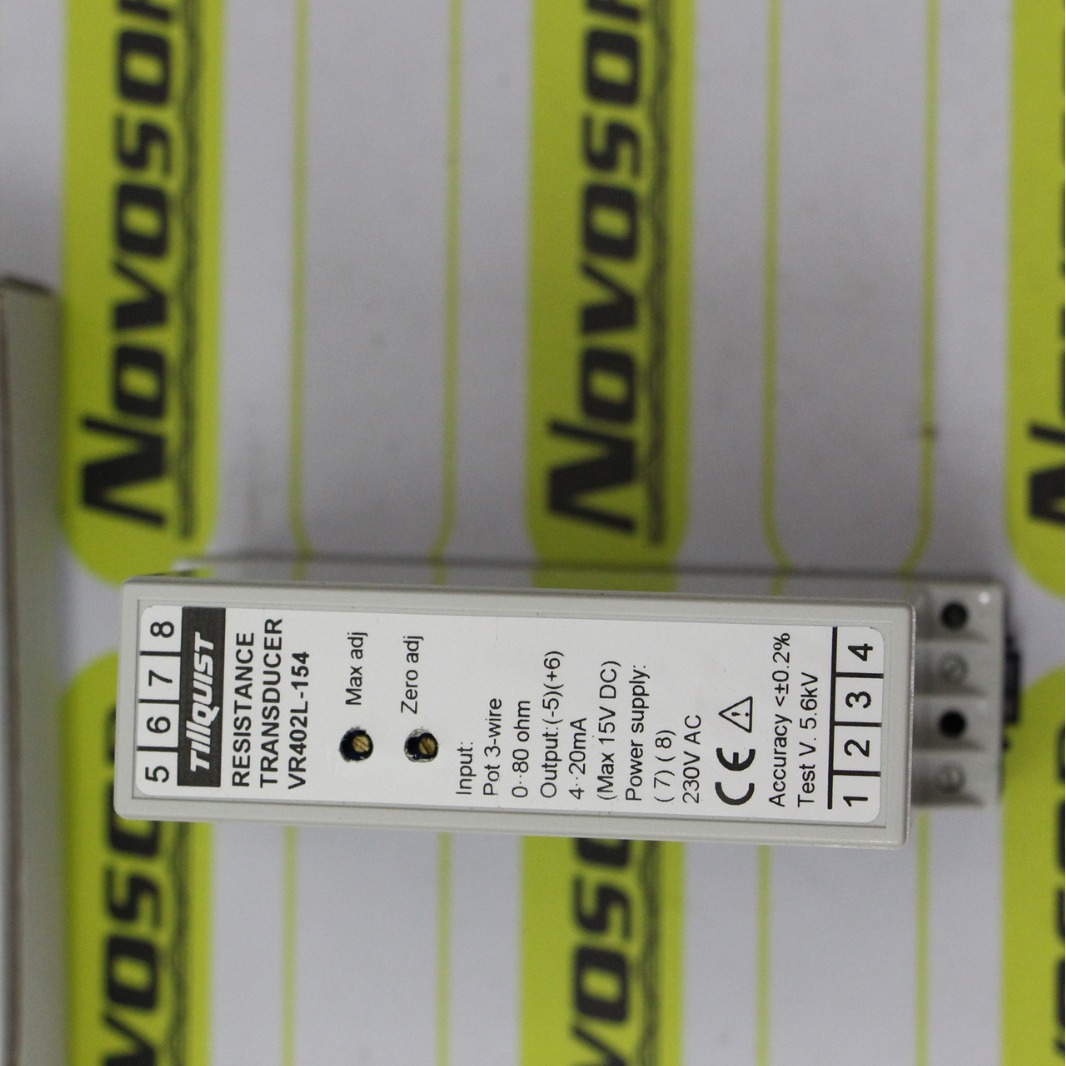 5 6 7 8
TillQUIST
RESISTANCE
TRANSDUCER
VR402L-154
Max adj
Zero adj
Input:
Pot 3-wire
0··80 ohm
Output:(-5)(+6)
4··20mA
(Max 15V DC)
Power supply:
( 7) ( 8)
230V AC
CE
Accuracy <±0.2%
Test V. 5.6kV
1 2 3 4